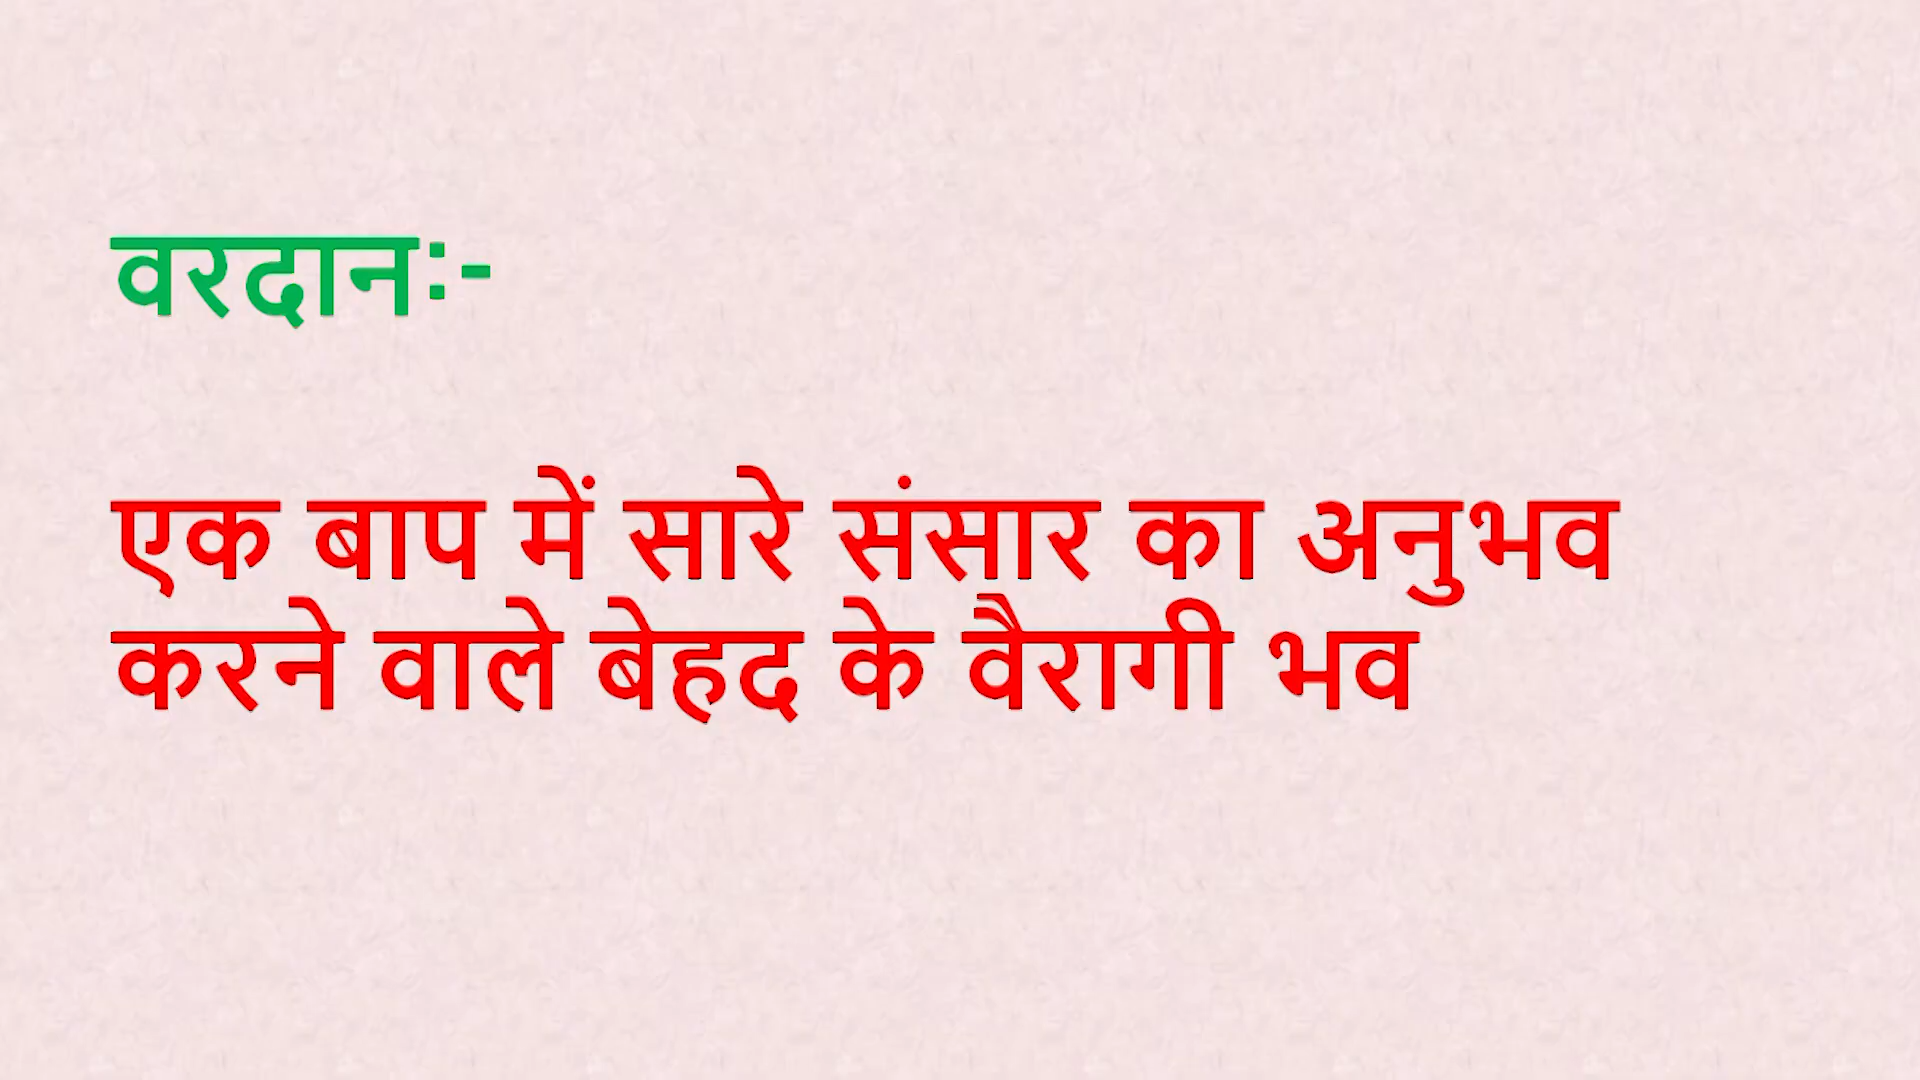 वरदान:-
एक बाप में सारे संसार का अनुभव
करने वाले बेहद के वैरागी भव